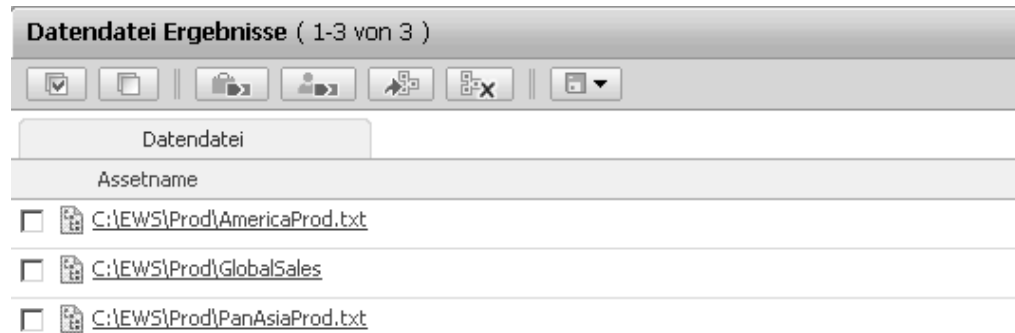 Datendatei Ergebnisse ( 1-3 von 3 )
Datendatei
Assetname
C:\EWS\Prod\AmericaProd.txt
C:\EWS\Prod\GlobalSales
C:\EWS\Prod\PanAsiaProd.txt